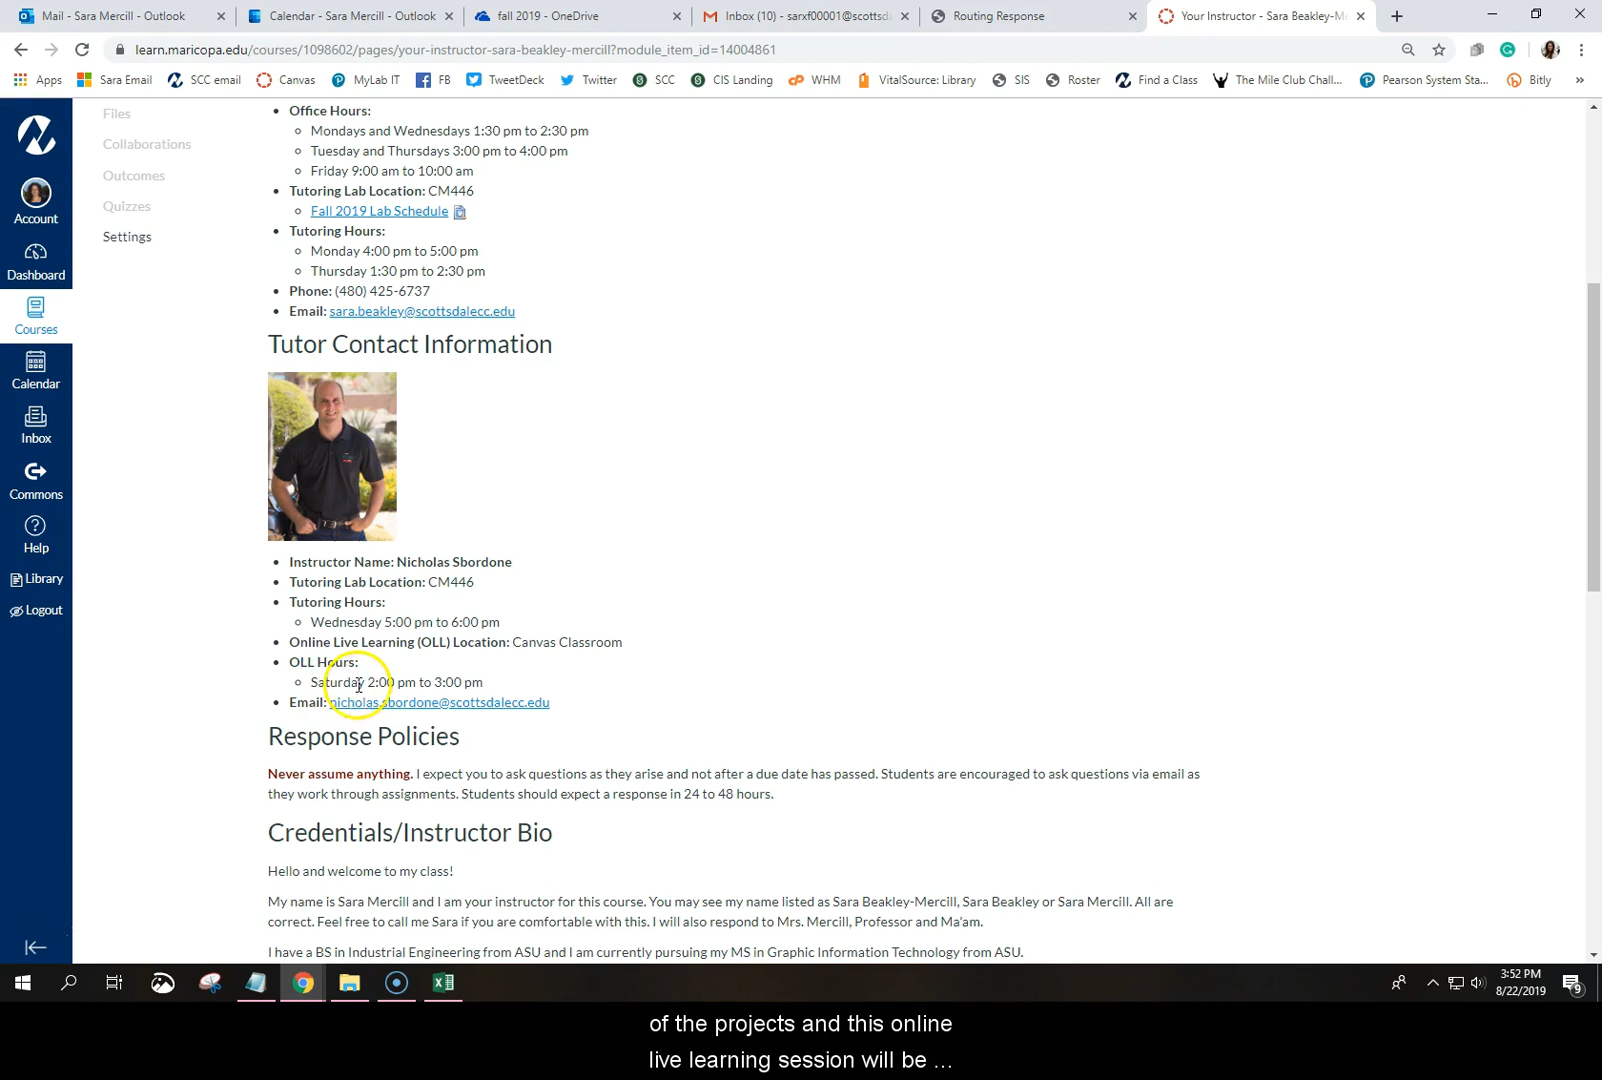 Mail - Sara Mercill - Outlook
Calendar - Sara Mercill - Outlook
fall 2019 - OneDrive
Inbox (10) - sarxf00001@scottsd
Routing Response
Your Instructor - Sara Beakley-M
learn.maricopa.edu/courses/1098602/pages/your-instructor-sara-beakley-mercill?module_item_id=14004861
Apps
Sara Email
SCC email
Canvas
MyLab IT
FB
TweetDeck
Twitter
SCC
CIS Landing
WHM
VitalSource: Library
SIS
Roster
Find a Class
The Mile Club Chall...
Pearson System Sta...
Bitly
»
Account
Dashboard
Courses
Calendar
Inbox
Commons
Help
Library
Logout
Files
Collaborations
Outcomes
Quizzes
Settings
Office Hours:
Mondays and Wednesdays 1:30 pm to 2:30 pm
Tuesday and Thursdays 3:00 pm to 4:00 pm
Friday 9:00 am to 10:00 am
Tutoring Lab Location: CM446
Fall 2019 Lab Schedule
Tutoring Hours:
Monday 4:00 pm to 5:00 pm
Thursday 1:30 pm to 2:30 pm
Phone: (480) 425-6737
Email: sara.beakley@scottsdalecc.edu
Tutor Contact Information
Instructor Name: Nicholas Sbordone
Tutoring Lab Location: CM446
Tutoring Hours:
Wednesday 5:00 pm to 6:00 pm
Online Live Learning (OLL) Location: Canvas Classroom
OLL Hours:
Saturday 2:00 pm to 3:00 pm
Email: nicholas.sbordone@scottsdalecc.edu
Response Policies
Never assume anything. I expect you to ask questions as they arise and not after a due date has passed. Students are encouraged to ask questions via email as
they work through assignments. Students should expect a response in 24 to 48 hours.
Credentials/Instructor Bio
Hello and welcome to my class!
My name is Sara Mercill and I am your instructor for this course. You may see my name listed as Sara Beakley-Mercill, Sara Beakley or Sara Mercill. All are
correct. Feel free to call me Sara if you are comfortable with this. I will also respond to Mrs. Mercill, Professor and Ma'am.
I have a BS in Industrial Engineering from ASU and I am currently pursuing my MS in Graphic Information Technology from ASU.
3:52 PM
8/22/2019
9
of the projects and this online
live learning session will be ...